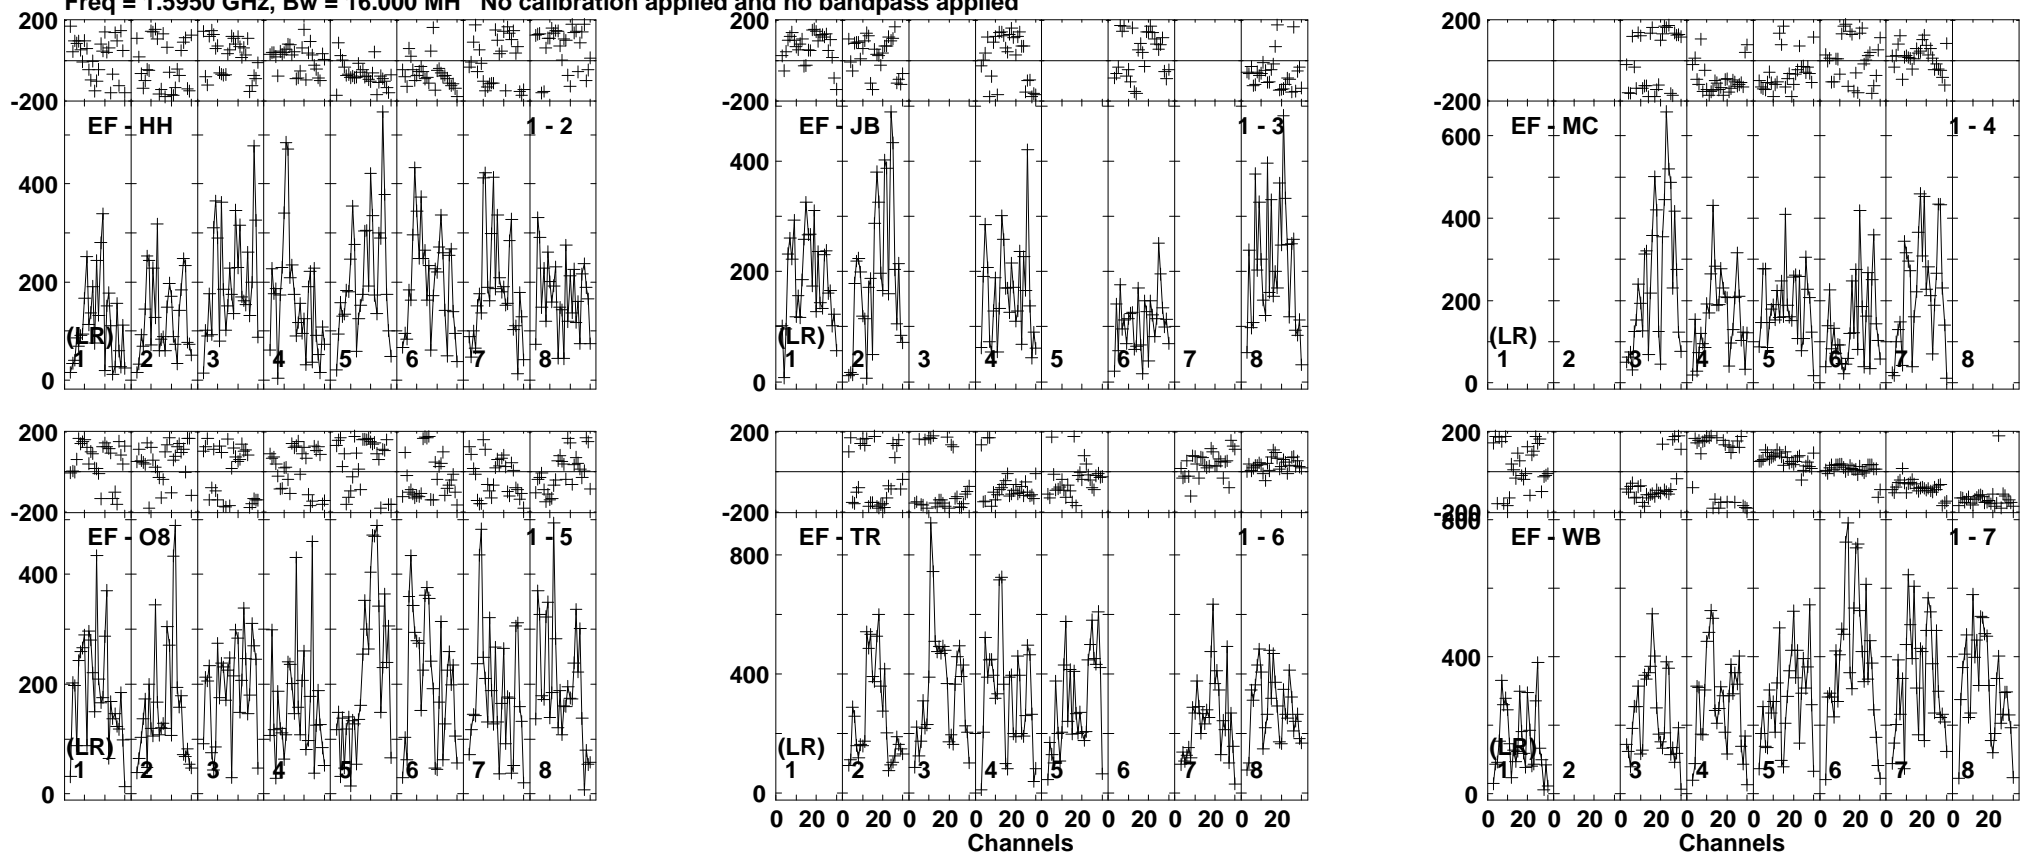 Freq = 1.5950 GHz, Bw = 16.000 MH No calibration applied and no bandpass applied
200 200 200
-200 -200 -200
EF - HH 1 - 2 EF - JB 1 - 3 EF - MC 1 - 4
600
400 400 400
200 200 200
(LR) (LR) (LR)
1 2 3 4 5 6 7 8 1 2 3 4 5 6 7 8 1 2 3 4 5 6 7 8
0 0 0
200 200 200
-200 -200 -200
800
EF - O8 1 - 5 EF - TR 1 - 6 EF - WB 1 - 7
800
400 400 400
200
(LR) (LR) (LR)
1 2 3 4 5 6 7 8 1 2 3 4 5 6 7 8 1 2 3 4 5 6 7 8
0 0 0
0 20 0 20 0 20 0 20 0 20 0 20 0 20 0 20 0 20 0 20 0 20 0 20 0 20 0 20 0 20 0 20
Channels Channels